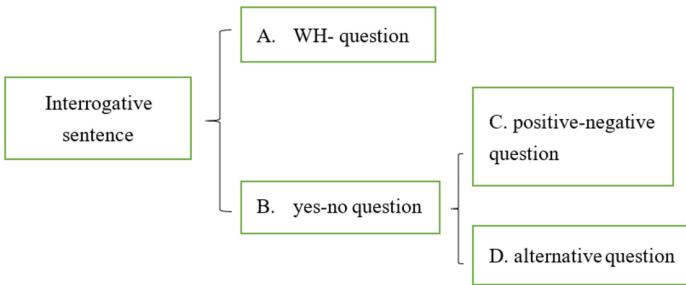 A. WH- question
Interrogative
sentence
C. positive-negative
question
B. yes-no question
D. alternative question